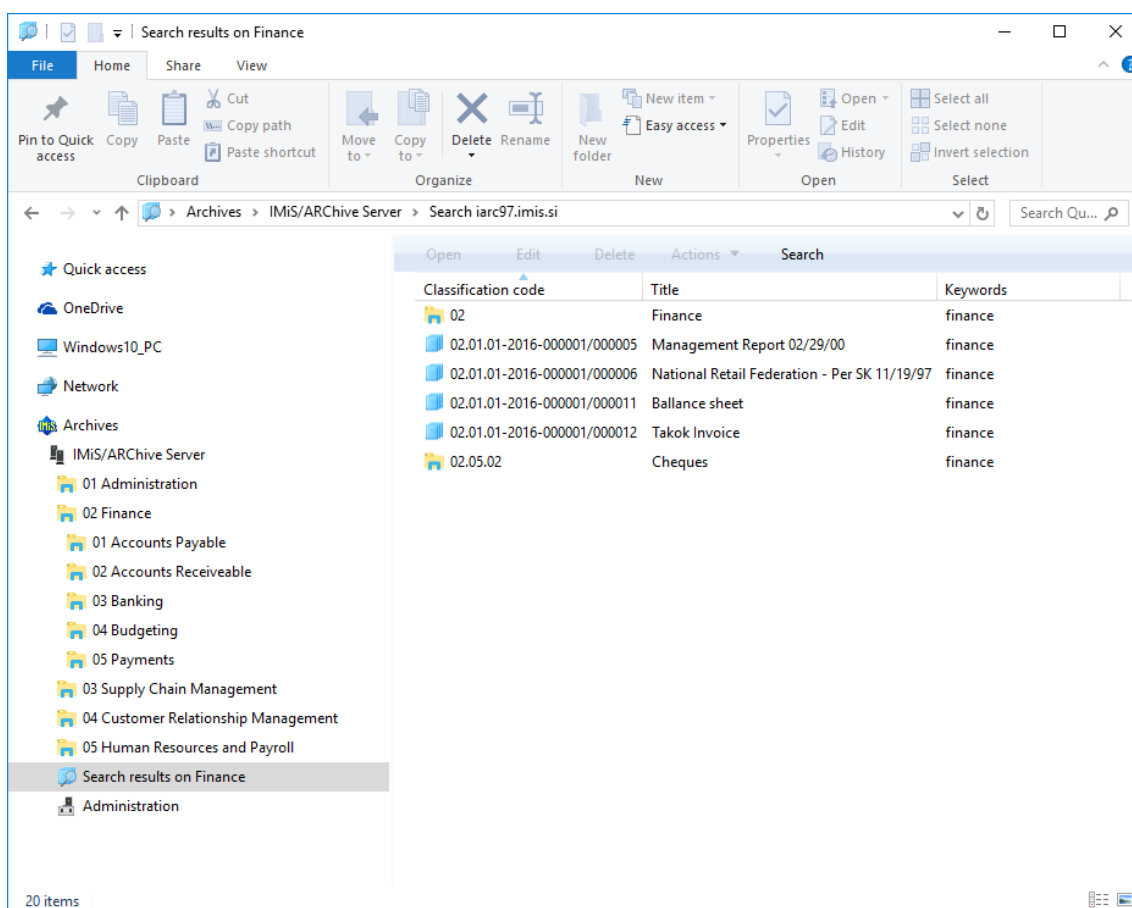 Search results on Finance
File Home Share View
Pin to Quick access
Copy
Paste
Cut
Copy path
Paste shortcut
Clipboard
Move to
Copy to
Delete
Rename
Organize
New folder
New item
Easy access
New
Properties
Open
Edit
History
Open
Select all
Select none
Invert selection
Select
Archives > IMiS/ARChive Server > Search iarc97.imis.si
Search Qu...
Quick access
OneDrive
Windows10_PC
Network
Archives
IMiS/ARChive Server
01 Administration
02 Finance
01 Accounts Payable
02 Accounts Receiveable
03 Banking
04 Budgeting
05 Payments
03 Supply Chain Management
04 Customer Relationship Management
05 Human Resources and Payroll
Search results on Finance
Administration
Open Edit Delete Actions Search
Classification code Title Keywords
02 Finance finance
02.01.01-2016-000001/000005 Management Report 02/29/00 finance
02.01.01-2016-000001/000006 National Retail Federation - Per SK 11/19/97 finance
02.01.01-2016-000001/000011 Ballance sheet finance
02.01.01-2016-000001/000012 Takok Invoice finance
02.05.02 Cheques finance
20 items